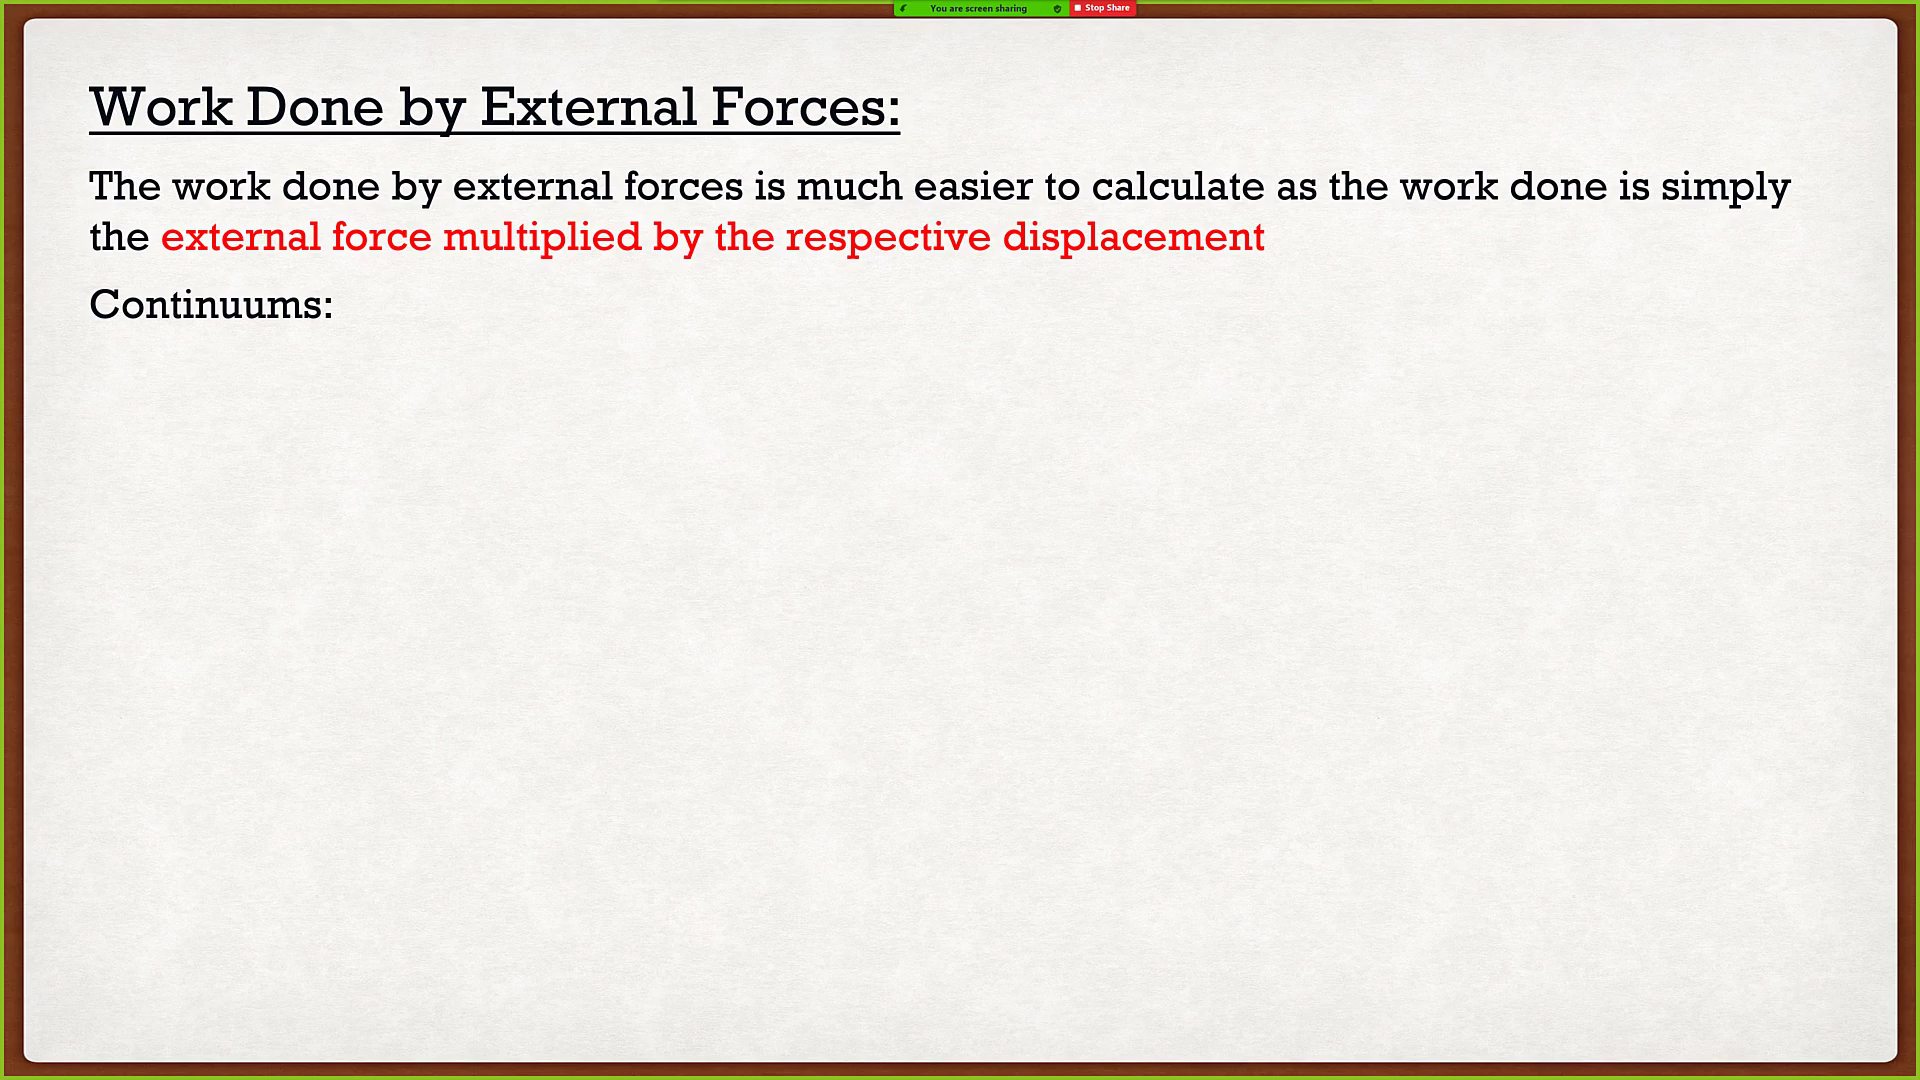 You are screen sharing
Stop Share
Work Done by External Forces:
The work done by external forces is much easier to calculate as the work done is simply
the external force multiplied by the respective displacement
Continuums: